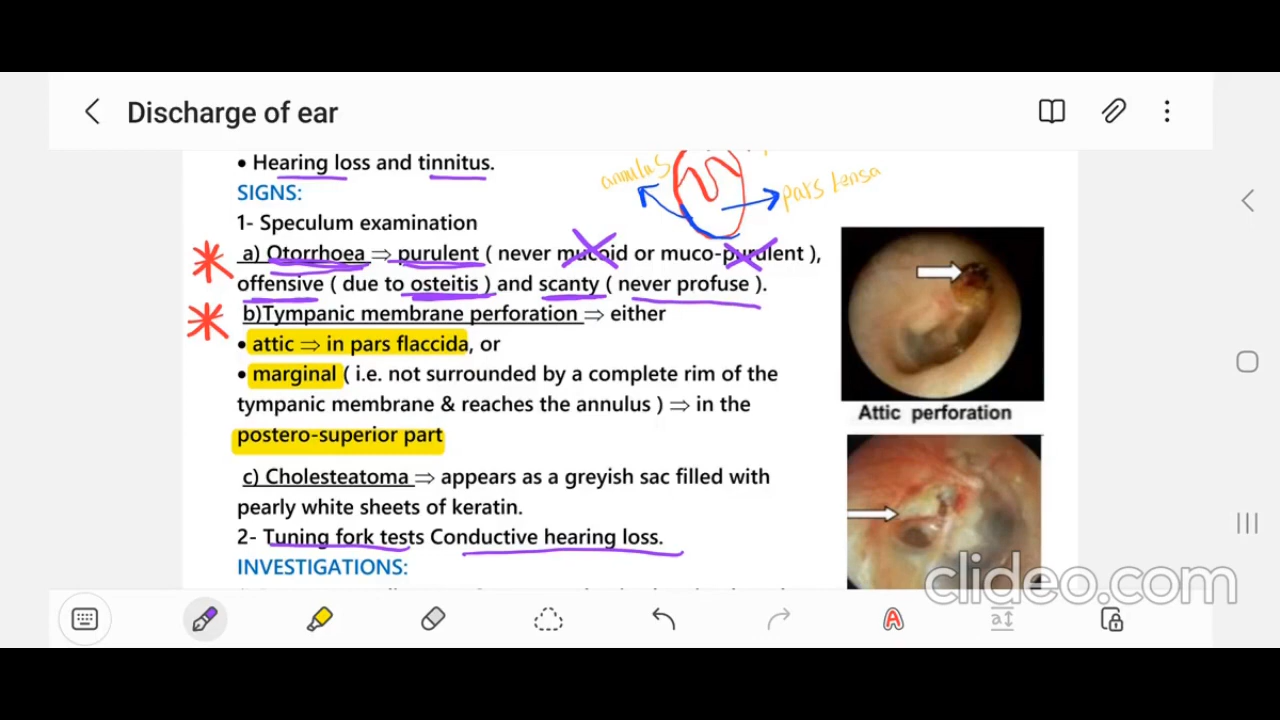 Discharge of ear
• Hearing loss and tinnitus.
annulus
pars tensa
SIGNS:
1- Speculum examination
a) Otorrhoea ⇒ purulent ( never mucoid or muco-purulent ),
offensive ( due to osteitis ) and scanty ( never profuse ).
b)Tympanic membrane perforation ⇒ either
• attic ⇒ in pars flaccida, or
• marginal ( i.e. not surrounded by a complete rim of the
tympanic membrane & reaches the annulus ) ⇒ in the
postero-superior part
c) Cholesteatoma ⇒ appears as a greyish sac filled with
pearly white sheets of keratin.
2- Tuning fork tests Conductive hearing loss.
INVESTIGATIONS:
Attic perforation
clideo.com
A
a